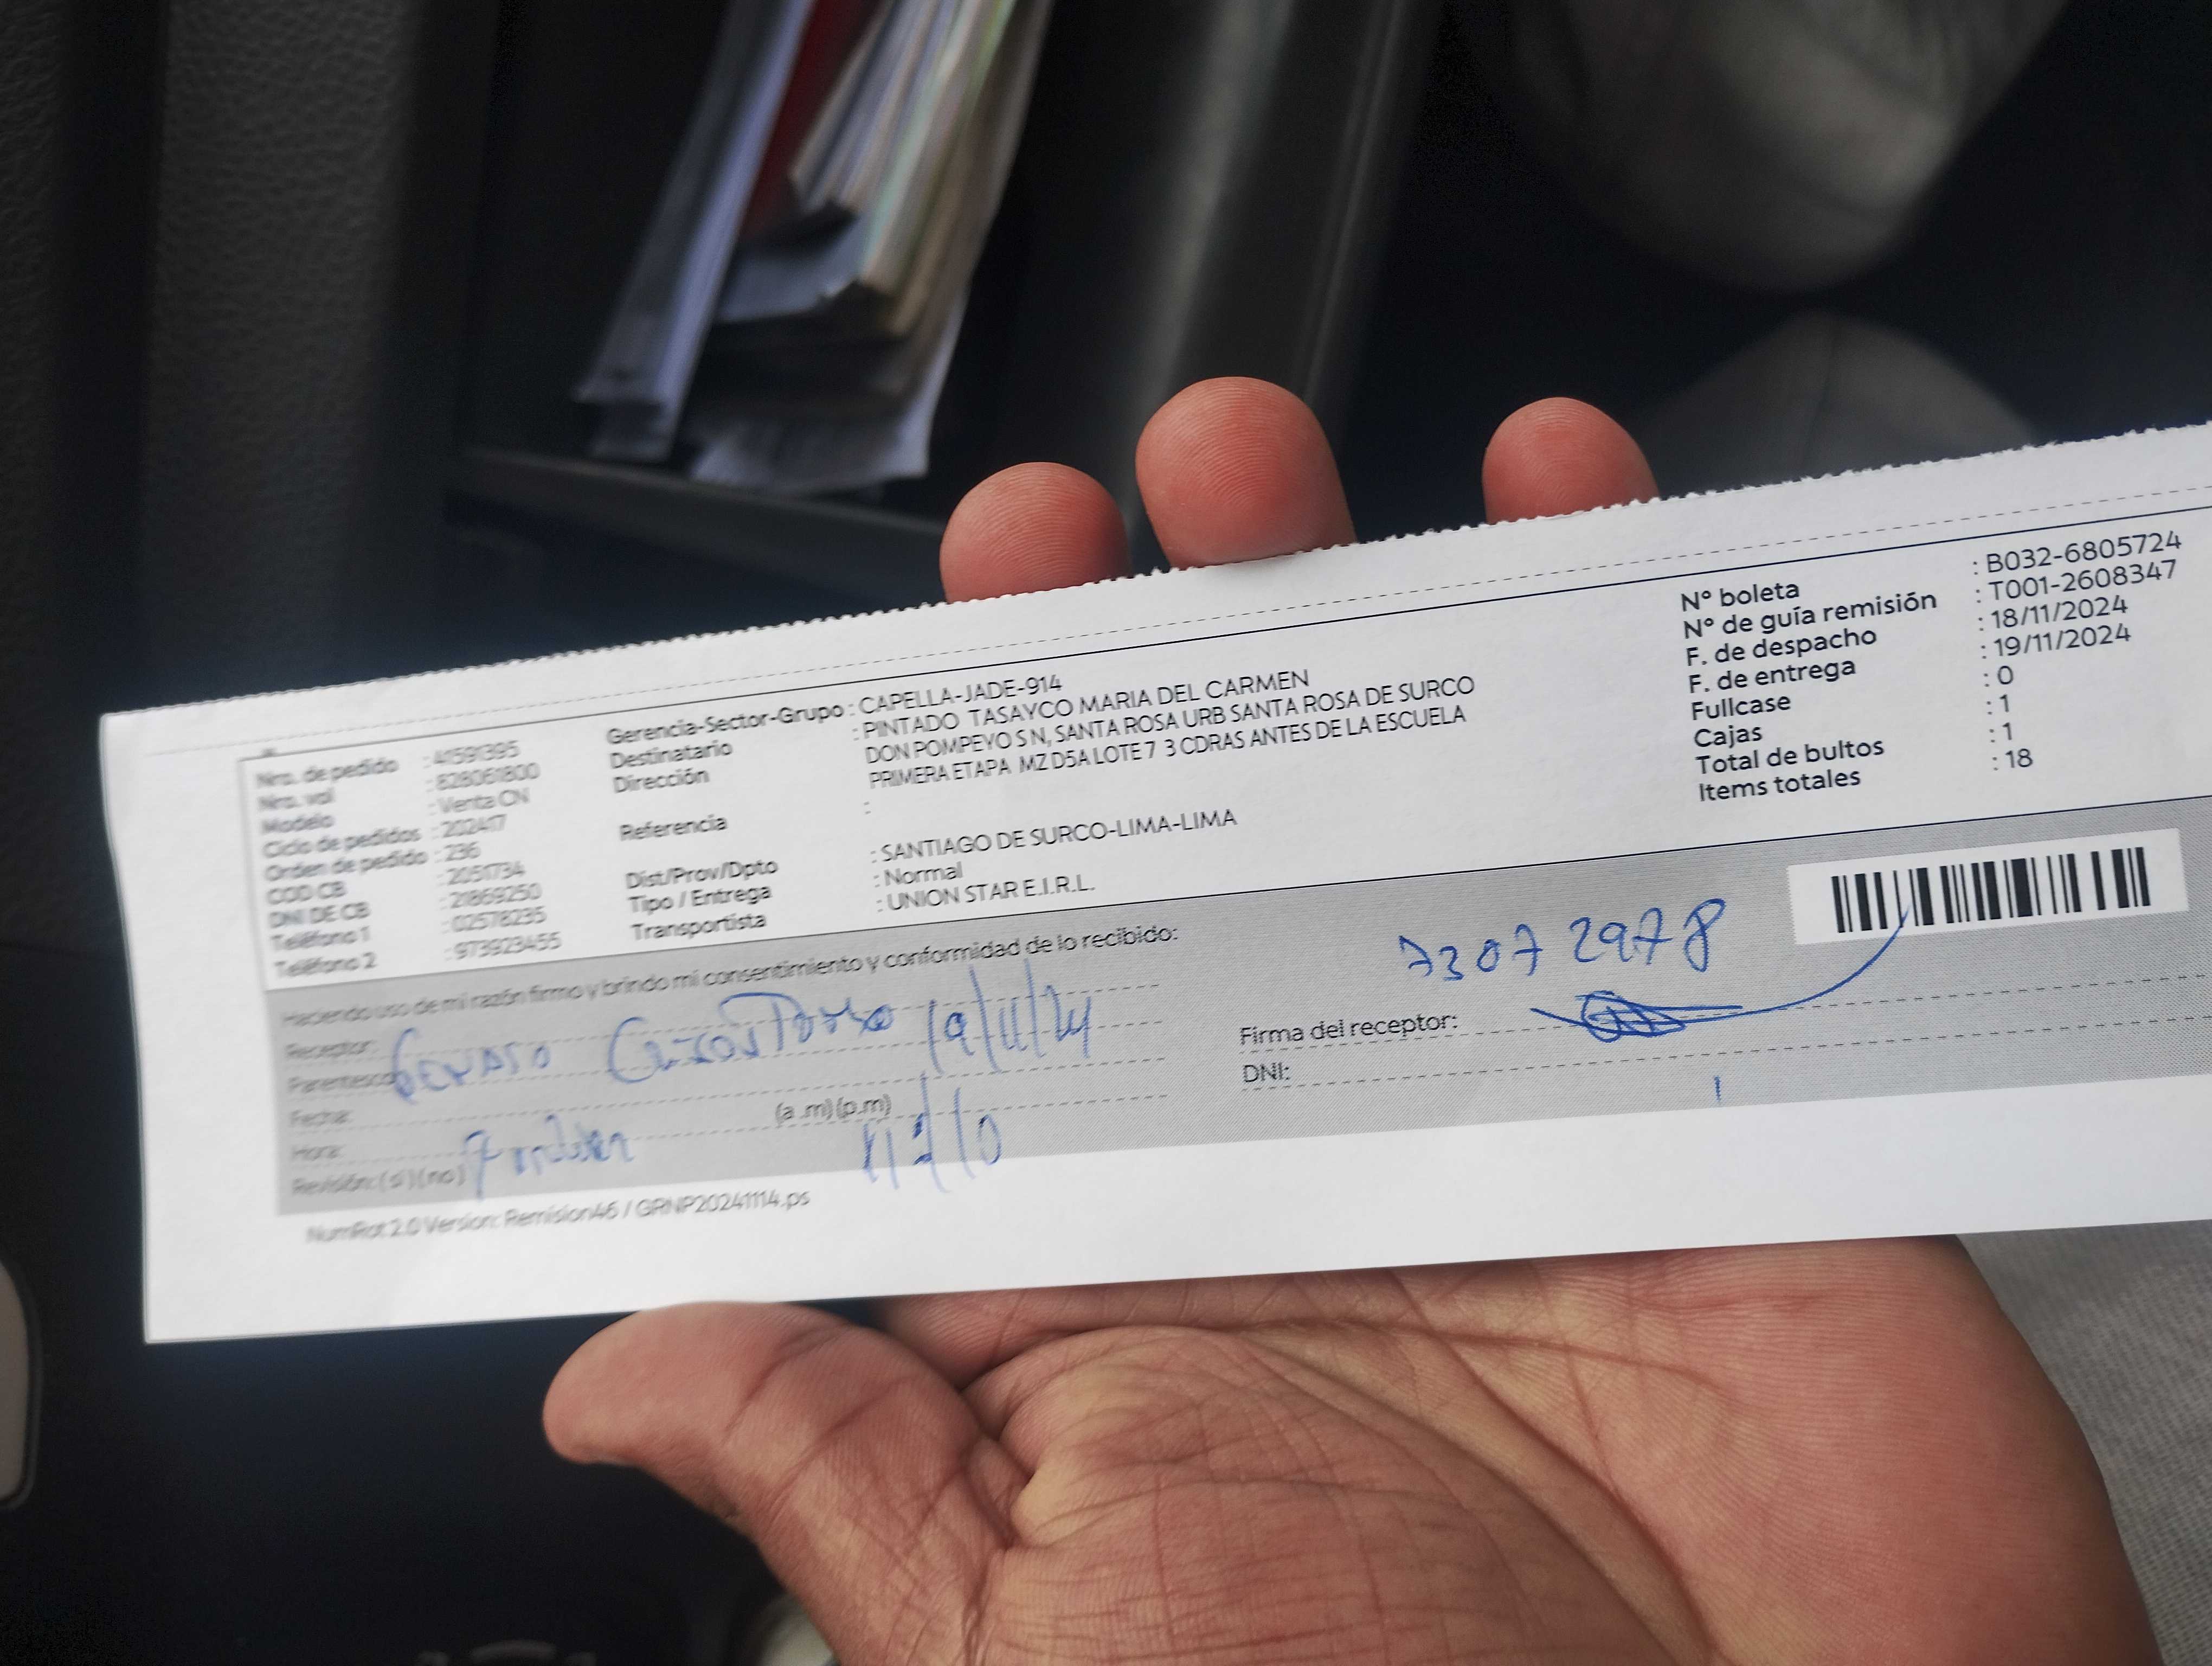 Nro. de pedido : 41591395
Nro. vol : 828061800
Modelo : Venta CN
Ciclo de pedidos : 202417
Orden de pedido : 236
COD CB : 2051734
DNI DE CB : 21869250
Teléfono 1 : 02578235
Teléfono 2 : 973923455
Gerencia-Sector-Grupo : CAPELLA-JADE-914
Destinatario : PINTADO TASAYCO MARIA DEL CARMEN
Dirección DON POMPEYO S N, SANTA ROSA URB SANTA ROSA DE SURCO
PRIMERA ETAPA MZ D5A LOTE 7 3 CDRAS ANTES DE LA ESCUELA
Referencia :
Dist/Prov/Dpto : SANTIAGO DE SURCO-LIMA-LIMA
Tipo / Entrega : Normal
Transportista : UNION STAR E.I.R.L.
N° boleta : B032-6805724
N° de guía remisión : T001-2608347
F. de despacho : 18/11/2024
F. de entrega : 19/11/2024
Fullcase : 0
Cajas : 1
Total de bultos : 1
Items totales : 18
Haciendo uso de mi razón firmo y brindo mi consentimiento y conformidad de lo recibido:
Receptor:
Parentesco
19/11/24
Fecha:
Hora: (a .m) (p.m)
Revisión: ( si ) ( no )
73072978
Firma del receptor:
DNI:
NumRot 2.0 Version: Remision46 / GRNP20241114.ps